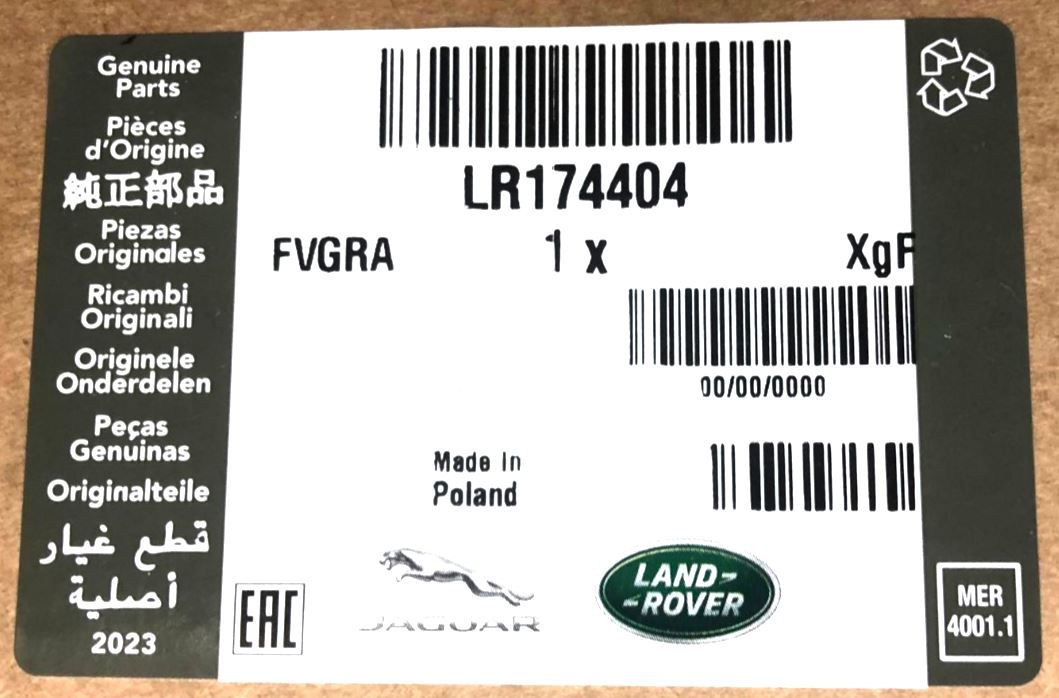 Genuine
Parts
Pièces
d'Origine
純正部品
Piezas
Originales
Ricambi
Originali
Originele
Onderdelen
Peças
Genuinas
Originalteile
قطع غيار
أصلية
2023
LR174404
FVGRA 1 x XgF
00/00/0000
Made In
Poland
EAC
JAGUAR
LAND-
-ROVER
MER
4001.1